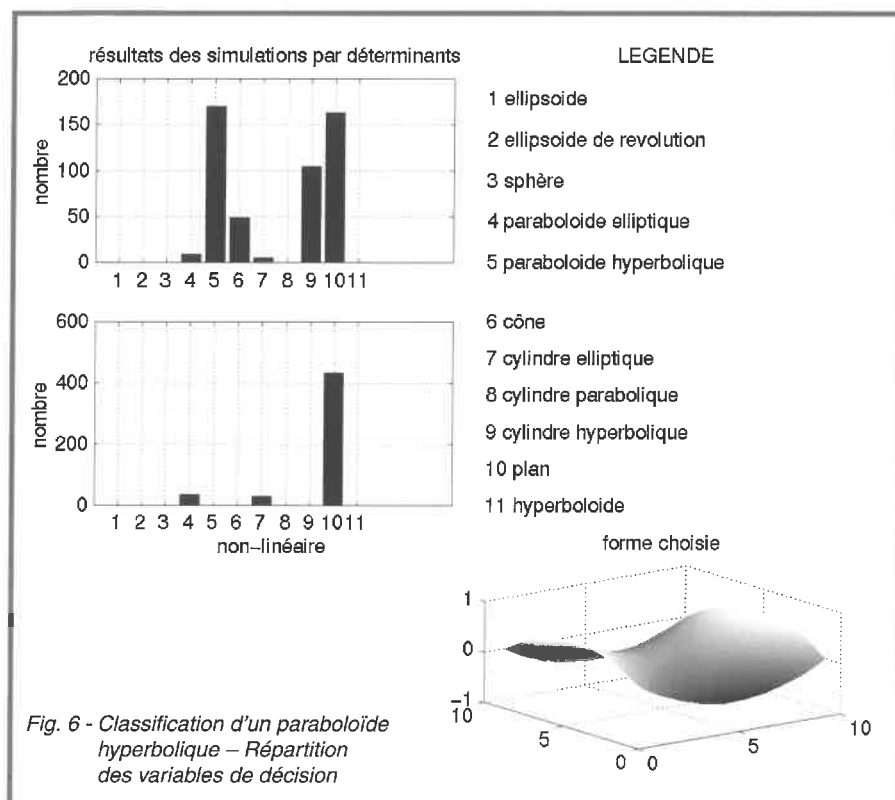 résultats des simulations par déterminants
200
150
100
50
0
nombre
1 2 3 4 5 6 7 8 9 10 11
600
400
200
0
nombre
1 2 3 4 5 6 7 8 9 10 11
non-linéaire
LEGENDE
1 ellipsoide
2 ellipsoide de revolution
3 sphère
4 paraboloide elliptique
5 paraboloide hyperbolique
6 cône
7 cylindre elliptique
8 cylindre parabolique
9 cylindre hyperbolique
10 plan
11 hyperboloide
forme choisie
1
0
-1
10
5
0
0
5
10
Fig. 6 - Classification d'un paraboloïde
hyperbolique – Répartition
des variables de décision